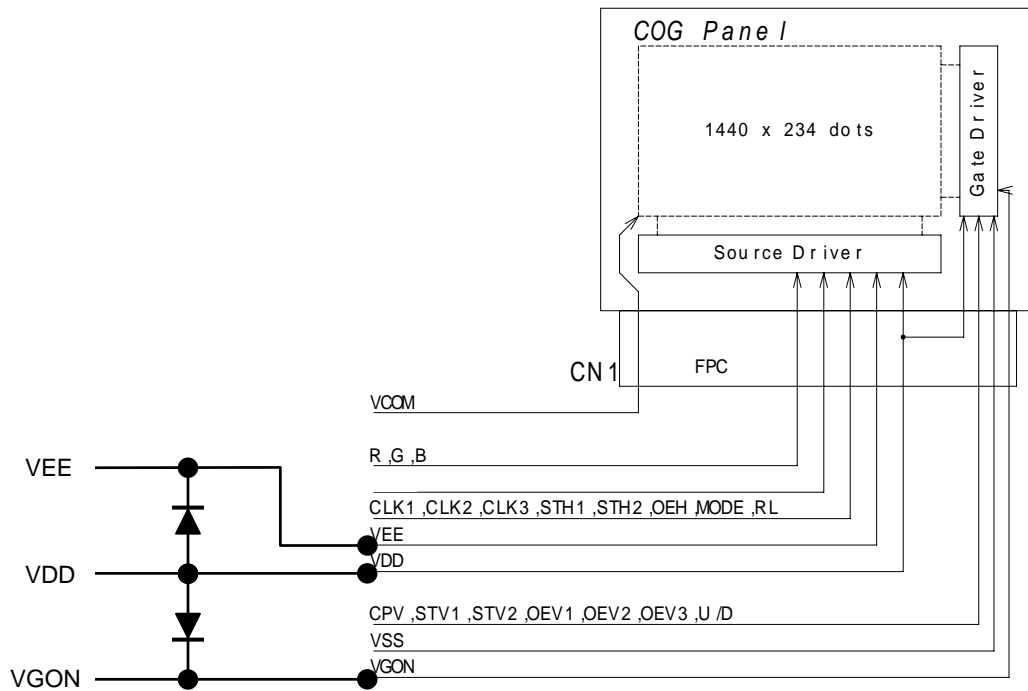 COG Panel
1440 x 234 dots
Gate Driver
Source Driver
CN1
FPC
VCOM
R ,G ,B
CLK1 ,CLK2 ,CLK3 ,STH1 ,STH2 ,OEH ,MODE ,RL
VEE
VDD
CPV ,STV1 ,STV2 ,OEV1 ,OEV2 ,OEV3 ,U /D
VSS
VGON
VEE
VDD
VGON